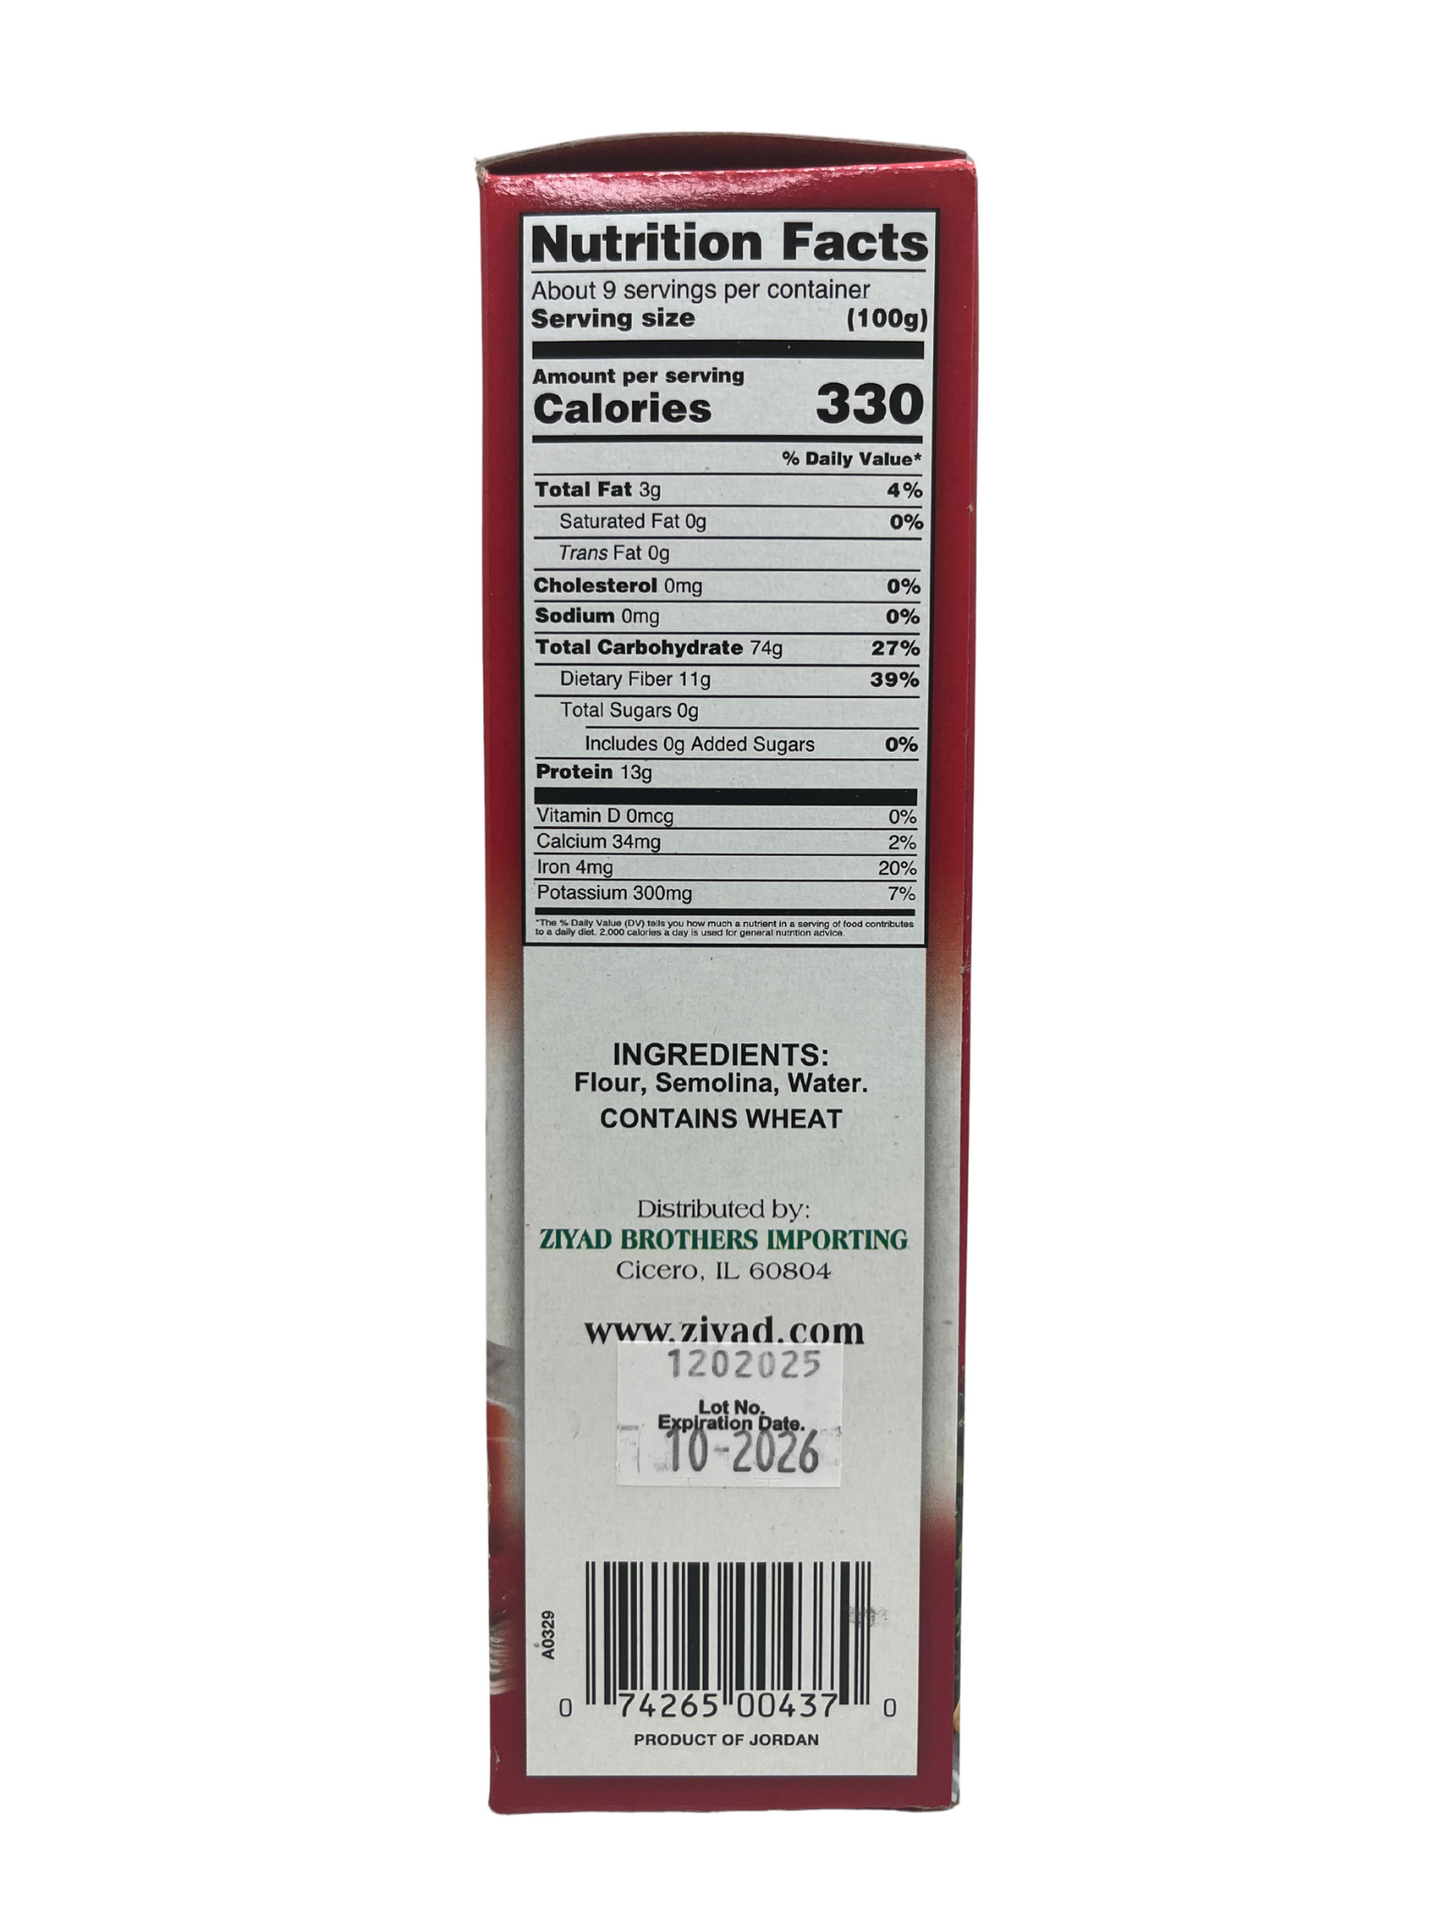 Nutrition Facts
About 9 servings per container
Serving size (100g)
Amount per serving
Calories 330
% Daily Value*
Total Fat 3g 4%
Saturated Fat 0g 0%
Trans Fat 0g
Cholesterol 0mg 0%
Sodium 0mg 0%
Total Carbohydrate 74g 27%
Dietary Fiber 11g 39%
Total Sugars 0g
Includes 0g Added Sugars 0%
Protein 13g
Vitamin D 0mcg 0%
Calcium 34mg 2%
Iron 4mg 20%
Potassium 300mg 7%
*The % Daily Value (DV) tells you how much a nutrient in a serving of food contributes
to a daily diet. 2,000 calories a day is used for general nutrition advice.
INGREDIENTS:
Flour, Semolina, Water.
CONTAINS WHEAT
Distributed by:
ZIYAD BROTHERS IMPORTING
Cicero, IL 60804
www.ziyad.com
1202025
Lot No.
Expiration Date.
10-2026
A0329
0 74265 00437 0
PRODUCT OF JORDAN